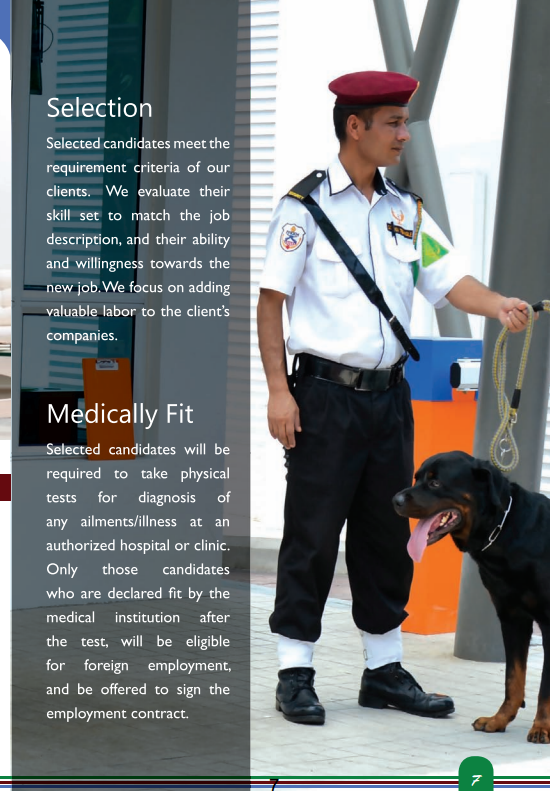 Selection
Selected candidates meet the
requirement criteria of our
clients. We evaluate their
skill set to match the job
description, and their ability
and willingness towards the
new job.We focus on adding
valuable labor to the client's
companies.
Medically Fit
Selected candidates will be
required to take physical
tests for diagnosis of
any ailments/illness at an
authorized hospital or clinic.
Only those candidates
who are declared fit by the
medical institution after
the test, will be eligible
for foreign employment,
and be offered to sign the
employment contract.
7
7